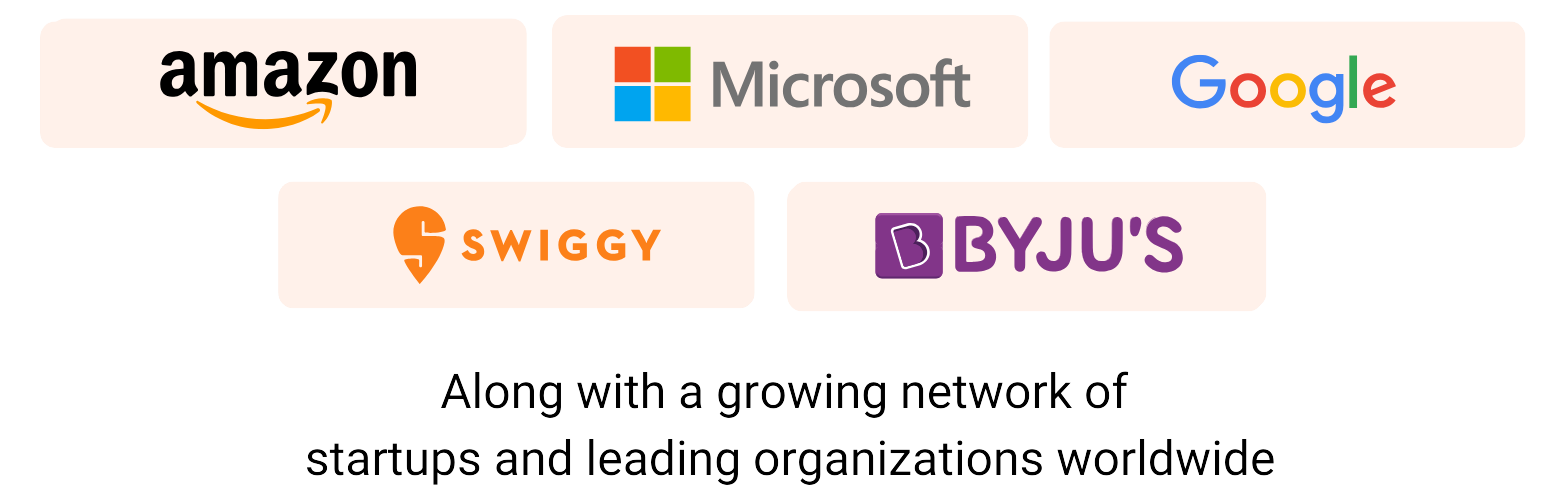 amazon
Microsoft
Google
SWIGGY
BYJU'S
Along with a growing network of
startups and leading organizations worldwide